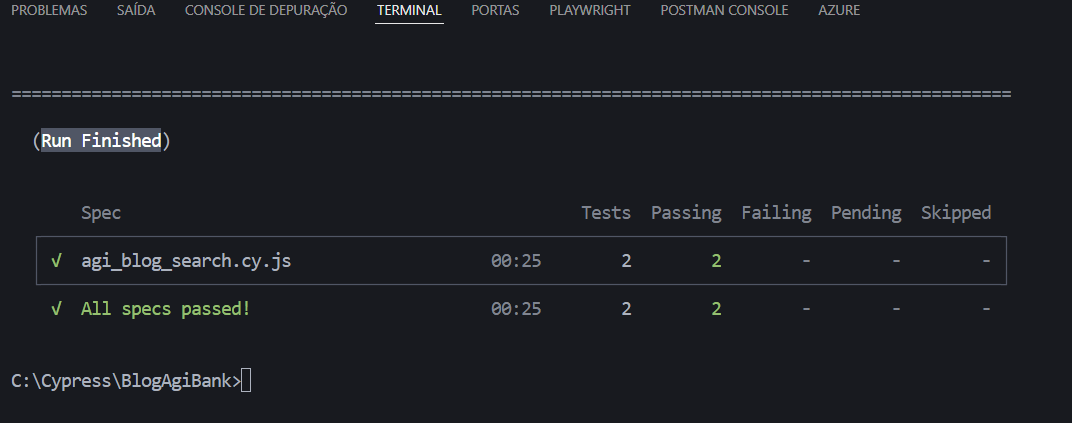 PROBLEMAS SAÍDA CONSOLE DE DEPURAÇÃO TERMINAL PORTAS PLAYWRIGHT POSTMAN CONSOLE AZURE
====================================================================================================
(Run Finished)
Spec Tests Passing Failing Pending Skipped
√ agi_blog_search.cy.js 00:25 2 2 - - -
√ All specs passed! 00:25 2 2 - - -
C:\Cypress\BlogAgiBank>